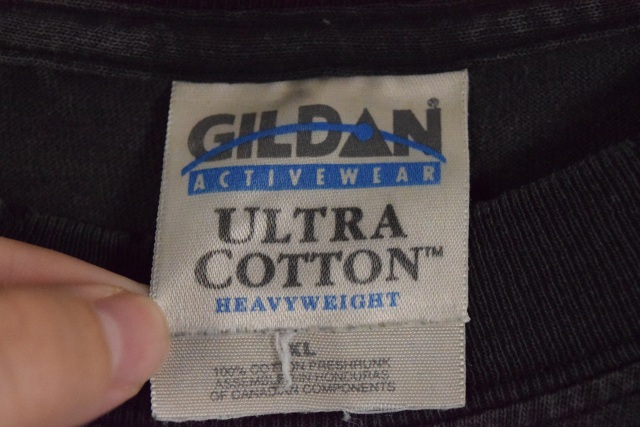 GILDAN®
ACTIVEWEAR
ULTRA
COTTON™
HEAVYWEIGHT
XL
100% COTTON PRESHRUNK
ASSEMBLED IN HONDURAS
OF CANADIAN COMPONENTS